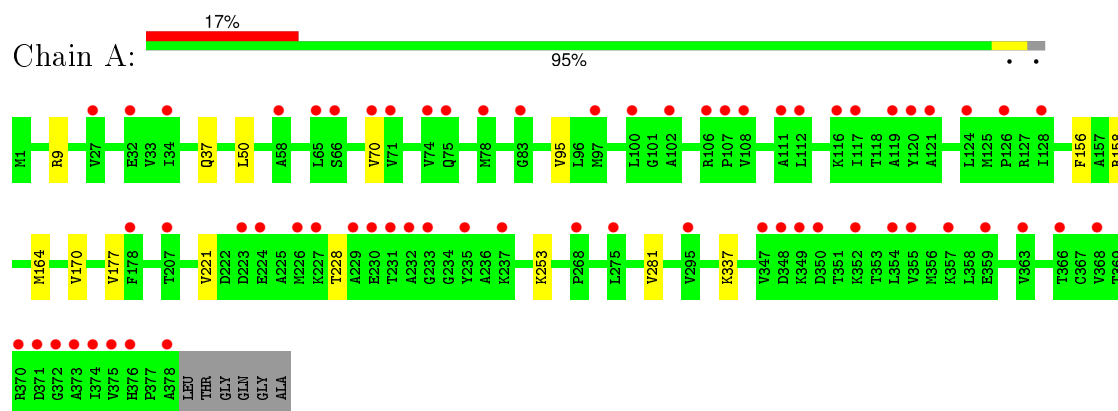 17%
Chain A:
95%
• •
M1 R9 V27 E32 V33 I34 Q37 L50 A58 L65 S66 V70 V71 V74 Q75 M78 G83 V95 L96 M97 L100 G101 A102 R106 P107 V108 A111 L112 K116 I117 T118 A119 Y120 A121 L124 M125 P126 R127 I128 F156 A157 R158
M164 V170 V177 F178 T207 V221 D222 D223 E224 A225 M226 K227 T228 A229 E230 T231 A232 G233 G234 Y235 A236 K237 K253 P268 L275 V281 V295 K337 V347 D348 K349 D350 T351 K352 T353 L354 V355 M356 K357 L358 E359 V363 T366 C367 V368 T369
R370 D371 G372 A373 I374 V375 H376 P377 A378 LEU THR GLY GLN GLY ALA